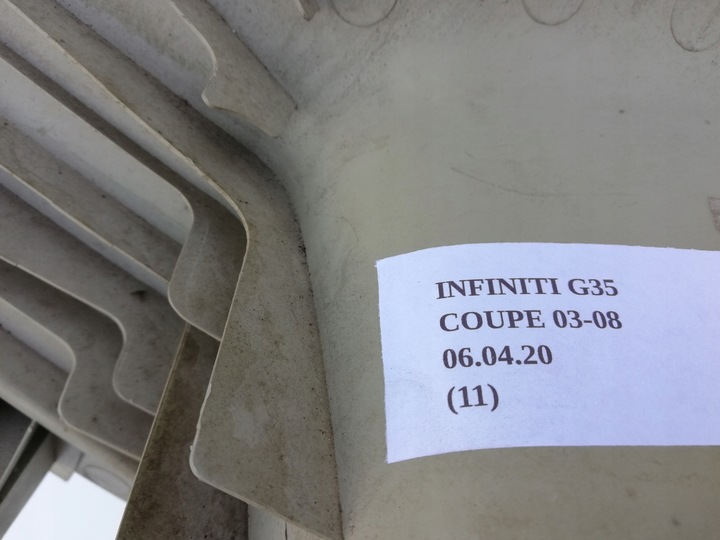 INFINITI G35
COUPE 03-08
06.04.20
(11)